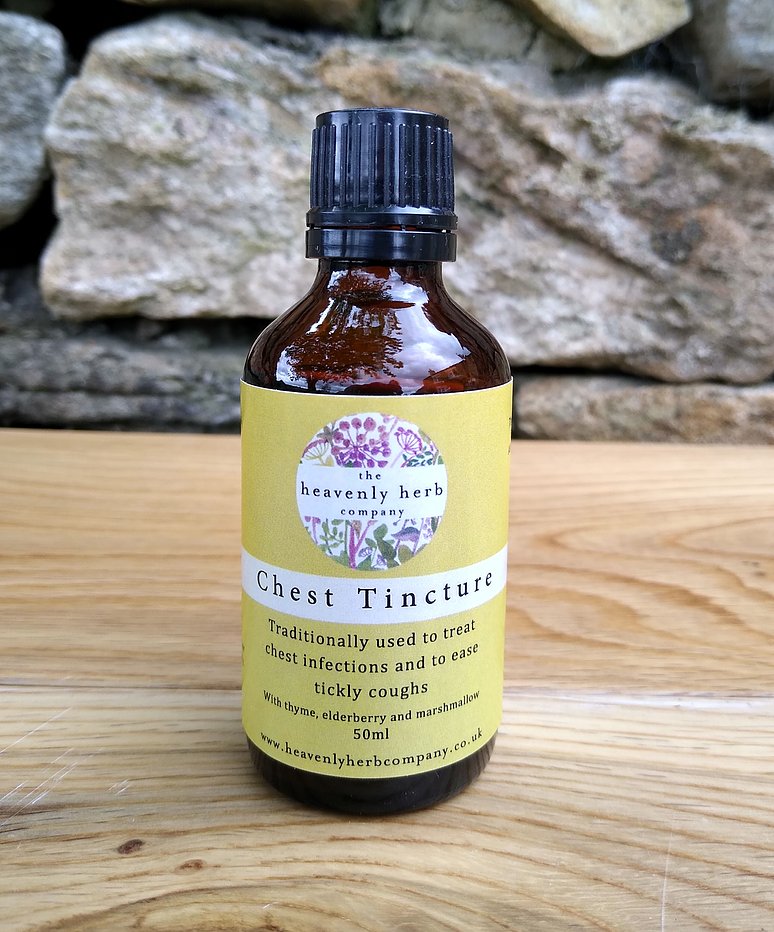 the
heavenly herb
company
Chest Tincture
Traditionally used to treat
chest infections and to ease
tickly coughs
With thyme, elderberry and marshmallow
50ml
www.heavenlyherbcompany.co.uk